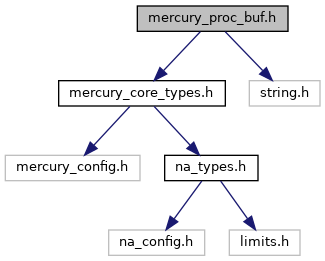 mercury_proc_buf.h
mercury_core_types.h
string.h
mercury_config.h
na_types.h
na_config.h
limits.h